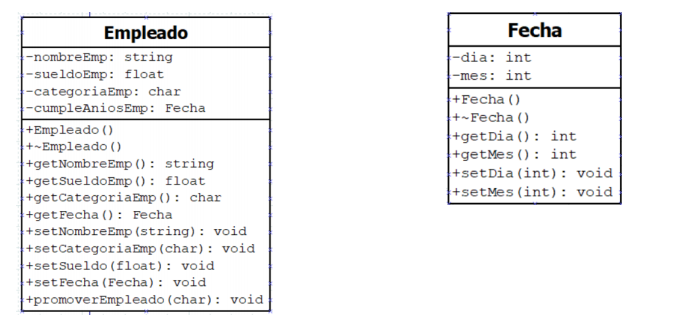 Empleado
-nombreEmp: string
-sueldoEmp: float
-categoriaEmp: char
-cumpleAniosEmp: Fecha
+Empleado()
+~Empleado()
+getNombreEmp(): string
+getSueldoEmp(): float
+getCategoriaEmp(): char
+getFecha(): Fecha
+setNombreEmp(string): void
+setCategoriaEmp(char): void
+setSueldo(float): void
+setFecha(Fecha): void
+promoverEmpleado(char): void
Fecha
-dia: int
-mes: int
+Fecha()
+~Fecha()
+getDia(): int
+getMes(): int
+setDia(int): void
+setMes(int): void